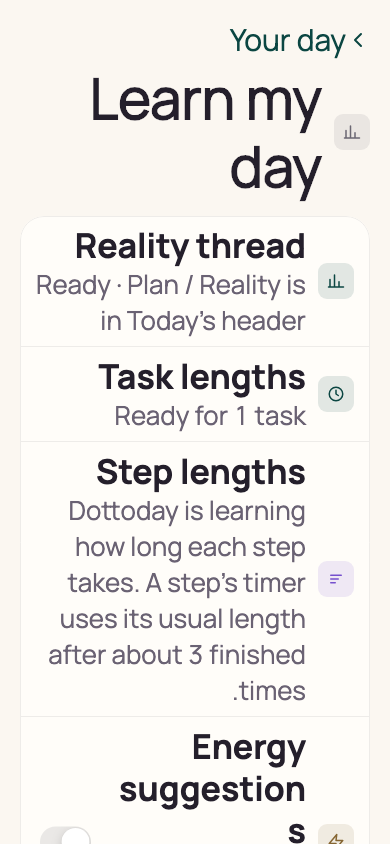 Your day
Learn my
day
Reality thread
Ready · Plan / Reality is
in Today's header
Task lengths
Ready for 1 task
Step lengths
Dottoday is learning
how long each step
takes. A step's timer
uses its usual length
after about 3 finished
.times
Energy
suggestion
s